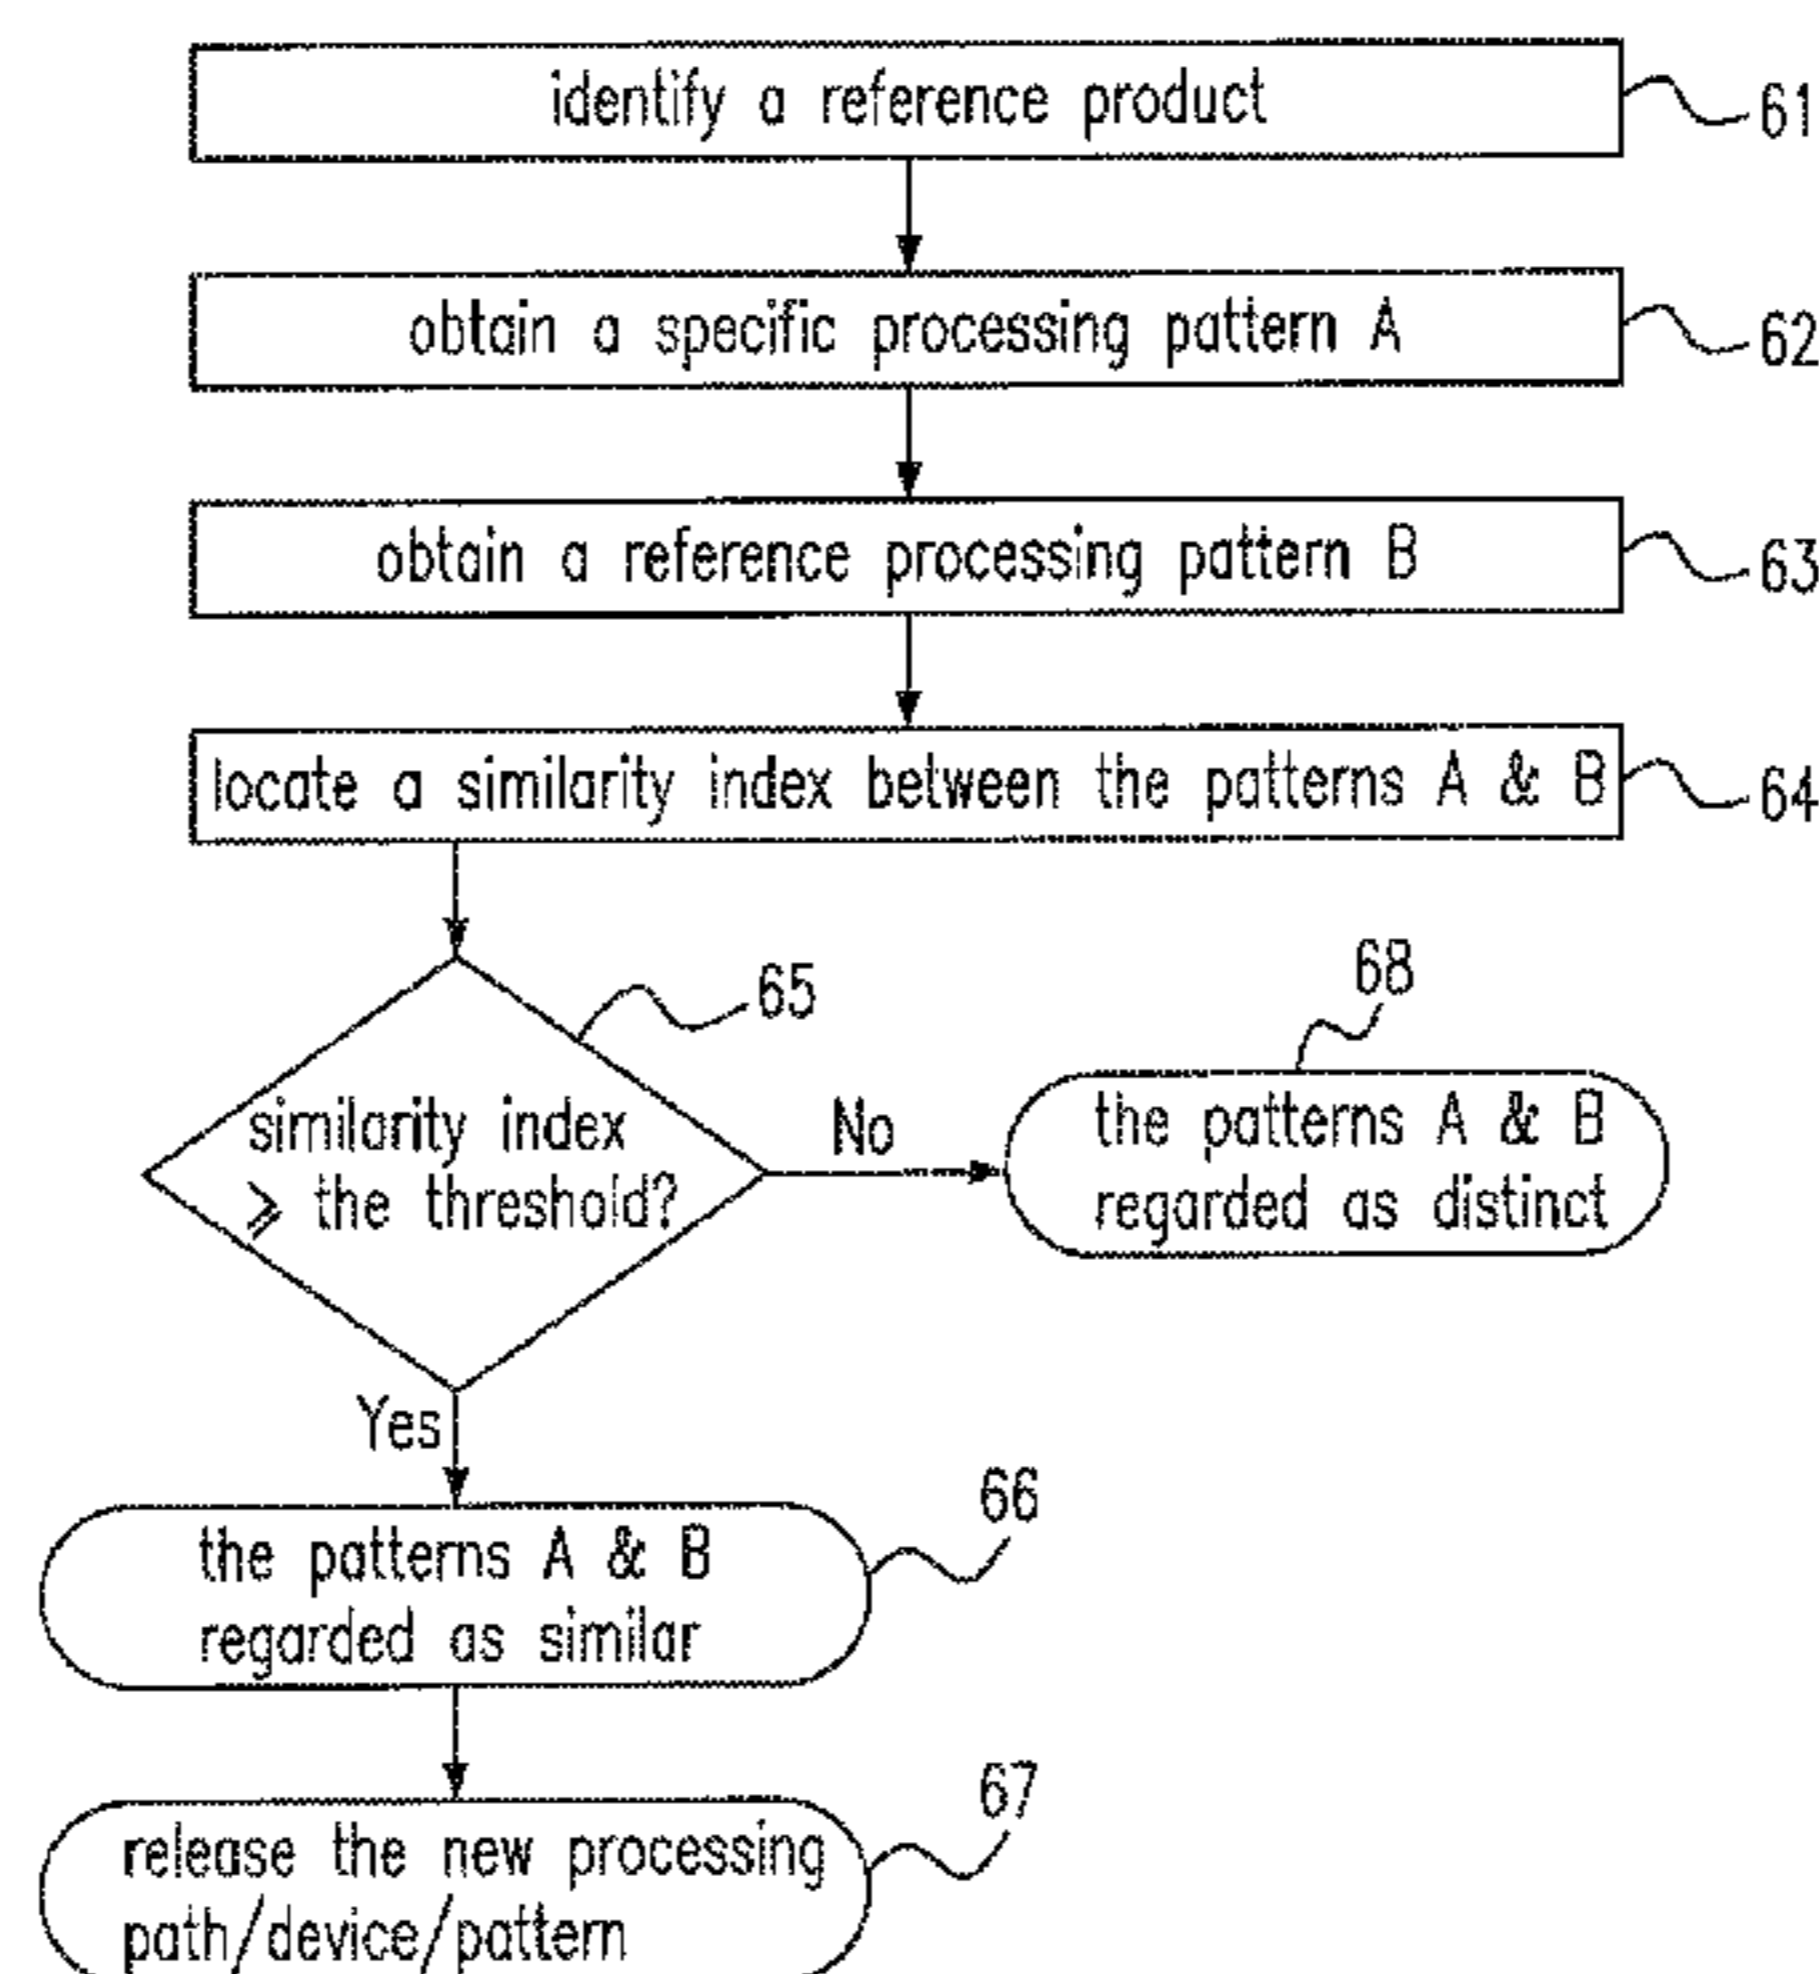 identify a reference product
61
obtain a specific processing pattern A
62
obtain a reference processing pattern B
63
locate a similarity index between the patterns A & B
64
65
similarity index
⩾ the threshold?
No
68
the patterns A & B
regarded as distinct
Yes
66
the patterns A & B
regarded as similar
67
release the new processing
path/device/pattern